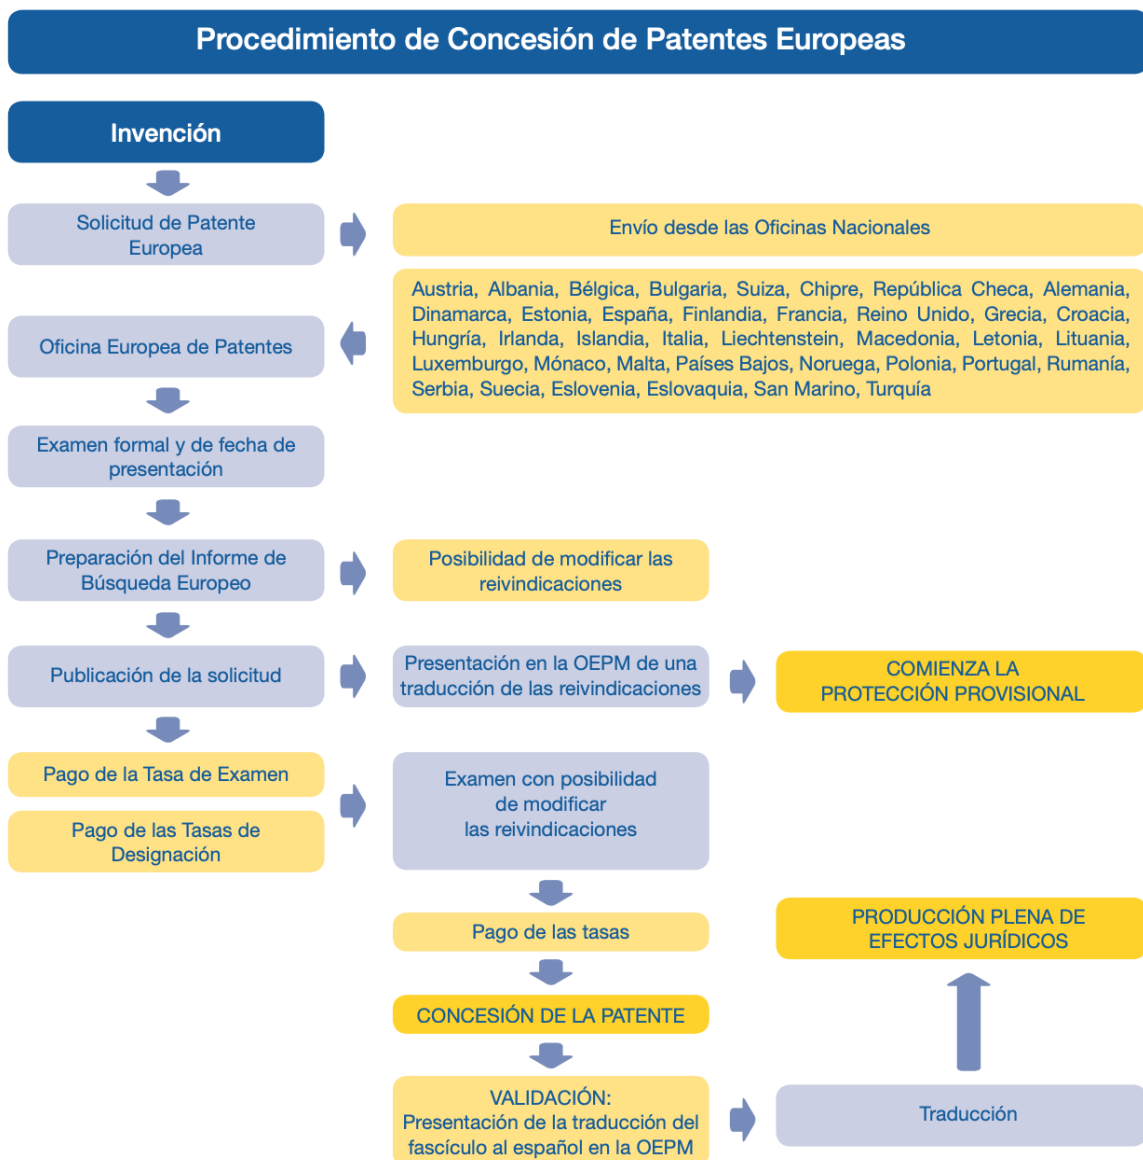 Procedimiento de Concesión de Patentes Europeas
Invención
Solicitud de Patente
Europea
Envío desde las Oficinas Nacionales
Austria, Albania, Bélgica, Bulgaria, Suiza, Chipre, República Checa, Alemania,
Dinamarca, Estonia, España, Finlandia, Francia, Reino Unido, Grecia, Croacia,
Hungría, Irlanda, Islandia, Italia, Liechtenstein, Macedonia, Letonia, Lituania,
Luxemburgo, Mónaco, Malta, Países Bajos, Noruega, Polonia, Portugal, Rumanía,
Serbia, Suecia, Eslovenia, Eslovaquia, San Marino, Turquía
Oficina Europea de Patentes
Examen formal y de fecha de
presentación
Preparación del Informe de
Búsqueda Europeo
Posibilidad de modificar las
reivindicaciones
Publicación de la solicitud
Presentación en la OEPM de una
traducción de las reivindicaciones
COMIENZA LA
PROTECCIÓN PROVISIONAL
Pago de la Tasa de Examen
Pago de las Tasas de
Designación
Examen con posibilidad
de modificar
las reivindicaciones
Pago de las tasas
CONCESIÓN DE LA PATENTE
VALIDACIÓN:
Presentación de la traducción del
fascículo al español en la OEPM
Traducción
PRODUCCIÓN PLENA DE
EFECTOS JURÍDICOS